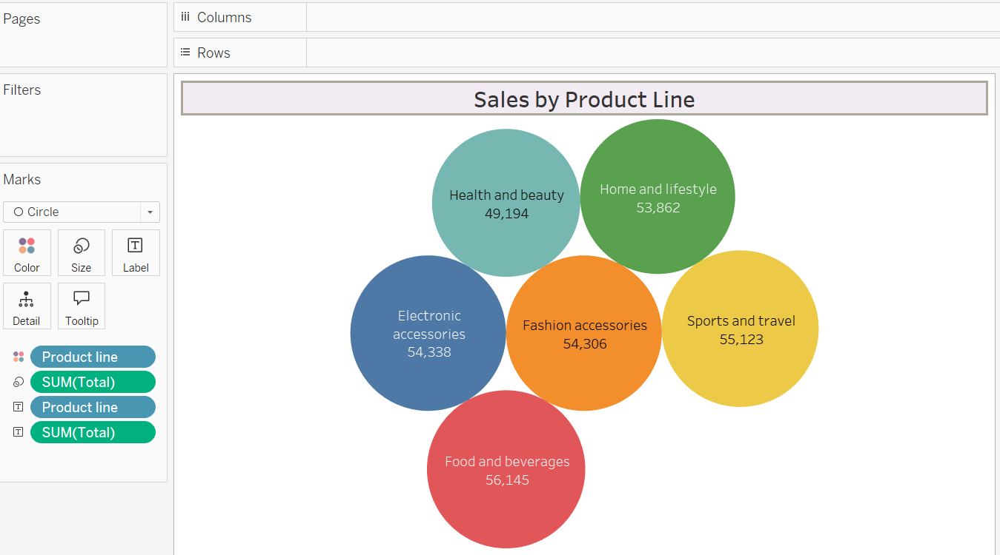 Pages
Columns
Rows
Filters
Marks
Circle
Color
Size
Label
Detail
Tooltip
Product line
SUM(Total)
Product line
SUM(Total)
Sales by Product Line
Health and beauty
49,194
Home and lifestyle
53,862
Electronic
accessories
54,338
Fashion accessories
54,306
Sports and travel
55,123
Food and beverages
56,145